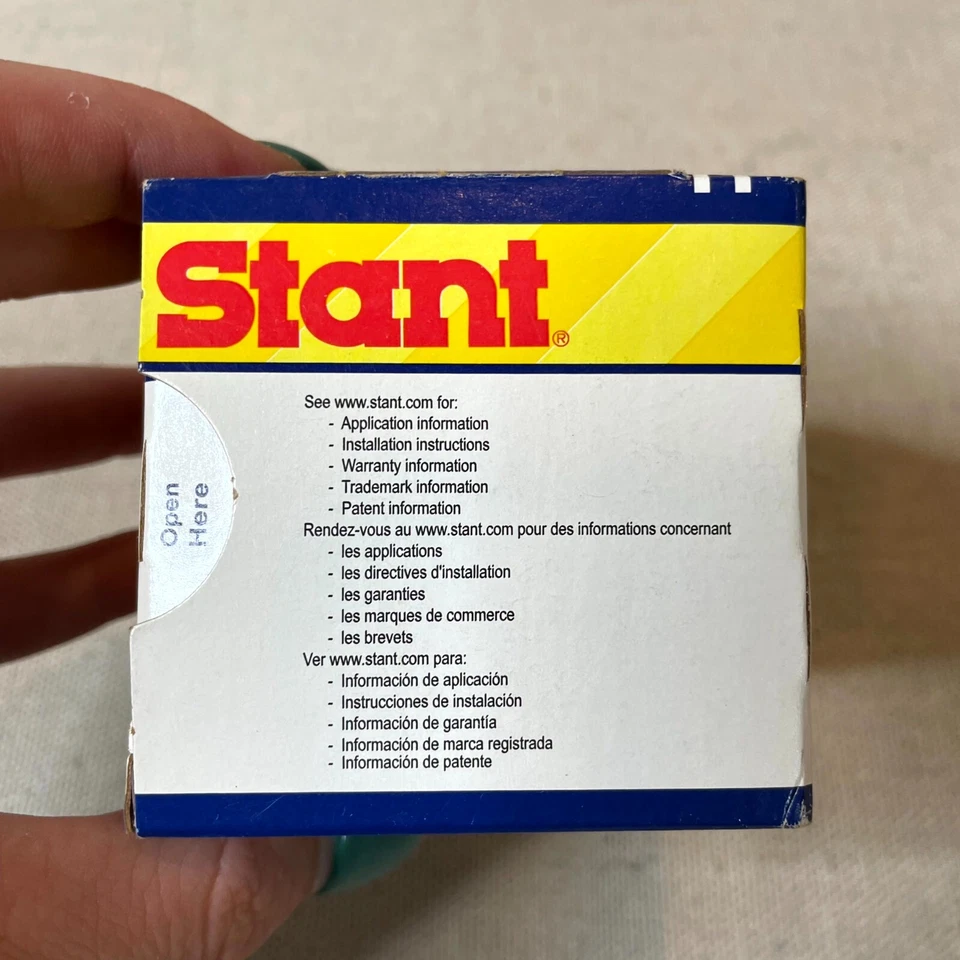 Stant®
Open
Here
See www.stant.com for:
- Application information
- Installation instructions
- Warranty information
- Trademark information
- Patent information
Rendez-vous au www.stant.com pour des informations concernant
- les applications
- les directives d'installation
- les garanties
- les marques de commerce
- les brevets
Ver www.stant.com para:
- Información de aplicación
- Instrucciones de instalación
- Información de garantía
- Información de marca registrada
- Información de patente